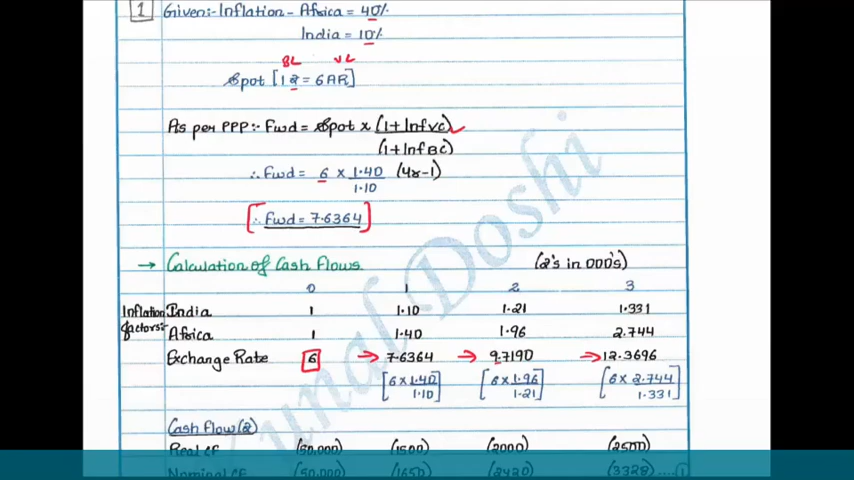 1 Given:- Inflation - Africa = 40%
India = 10%
BC VC
Spot [1 ₹ = 6 AR]
As per PPP:- Fwd = Spot x (1 + Inf VC)
(1 + Inf BC)
∴ Fwd = 6 x 1.40 (Yr-1)
1.10
∴ Fwd = 7.6364
→ Calculation of Cash Flows (₹'s in 000's)
0 1 2 3
Inflation factors:- India 1 1.10 1.21 1.331
Africa 1 1.40 1.96 2.744
Exchange Rate 6 → 7.6364 → 9.7190 → 12.3696
[6 x 1.40 [6 x 1.96 [6 x 2.744
1.10] 1.21] 1.331]
Cash Flow (₹)
Real CF (50,000) (1500) (2000) (2500)
Nominal CF (50,000) (1650) (2420) (3328) ....(i)
Kunal Doshi